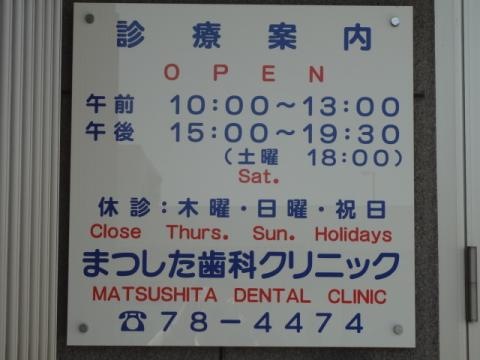 診療案内
OPEN
午前 10:00～13:00
午後 15:00～19:30
(土曜 18:00)
Sat.
休診:木曜・日曜・祝日
Close Thurs. Sun. Holidays
まつした歯科クリニック
MATSUSHITA DENTAL CLINIC
☎78-4474